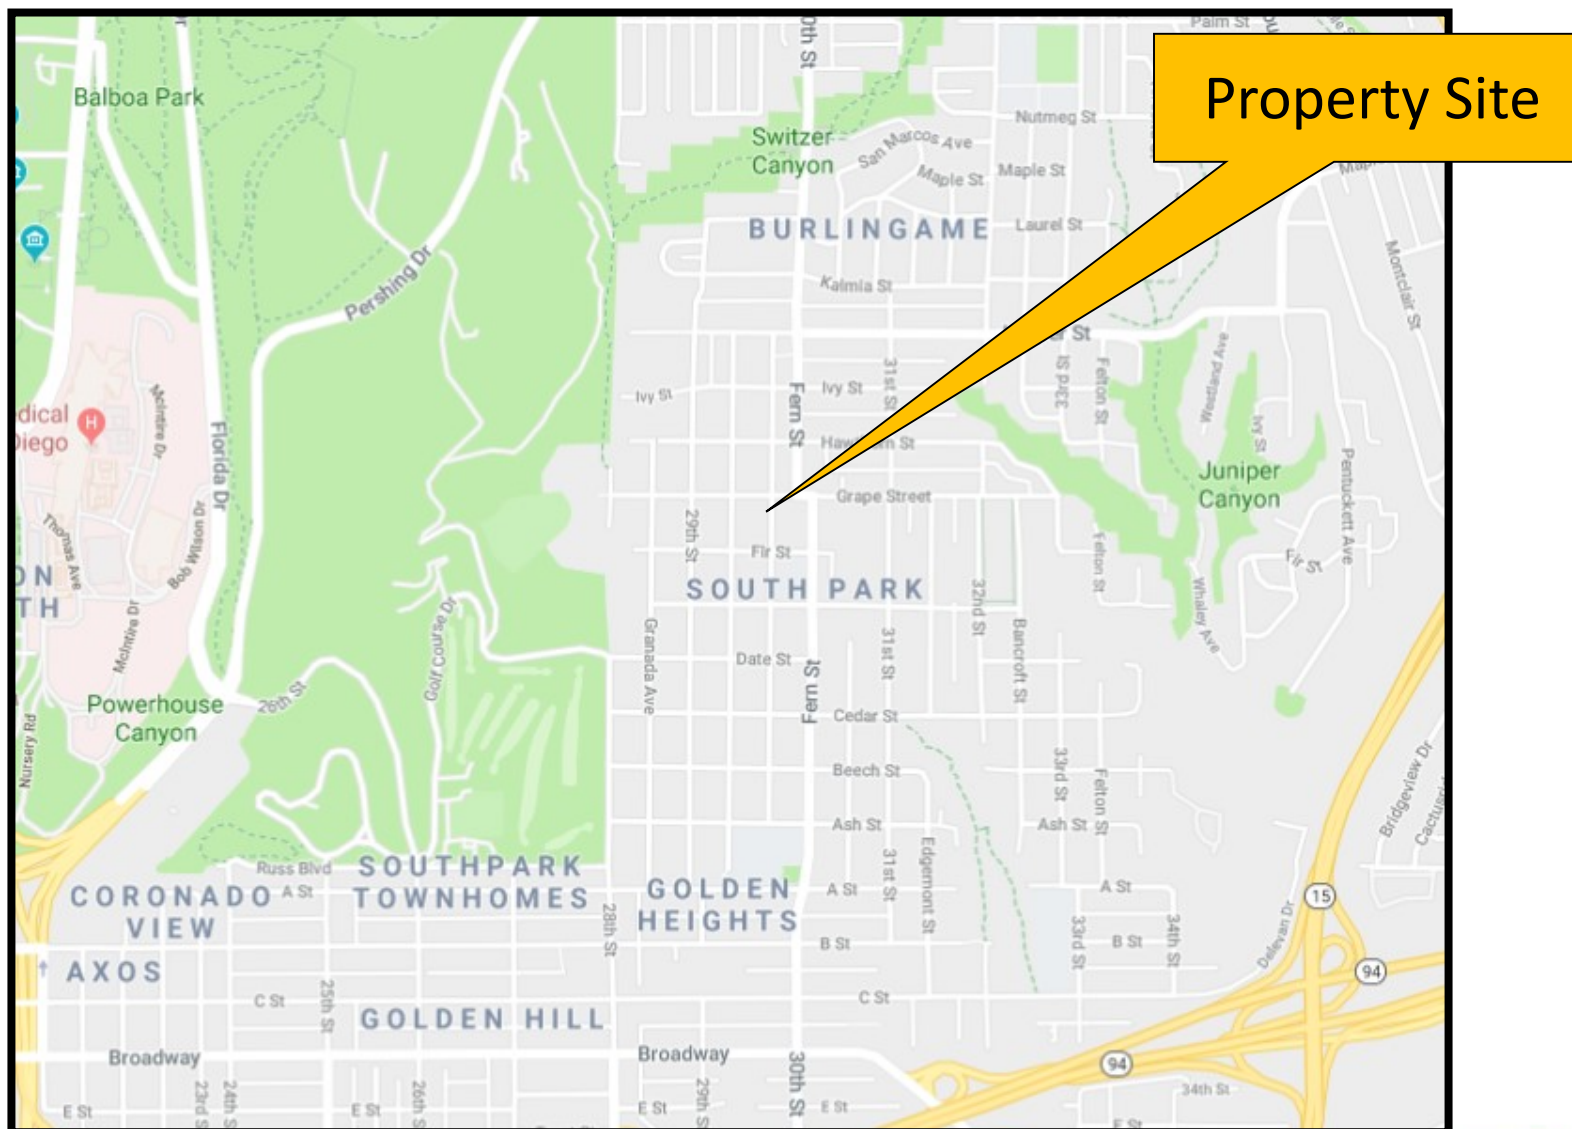 Palm St
Property Site
Balboa Park
Nutmeg St
Switzer
Canyon
San Marcos Ave
Maple St
Maple St
BURLINGAME
Laurel St
Pershing Dr
Kalmia St
Montclair St
St
Ivy St
Fern St
Ivy St
31st St
33rd St
Felton St
Westland Ave
Ivy St
McIntire Dr
Florida Dr
Juniper
Canyon
Pentuckett Ave
Grape Street
29th St
Fir St
Felton St
Fir St
Thomas Ave
Bob Wilson Dr
SOUTH PARK
32nd St
Whaley Ave
McIntire Dr
Golf Course Dr
Granada Ave
Date St
31st St
Bancroft St
Powerhouse
Canyon
26th St
Fern St
Cedar St
Nursery Rd
Beech St
33rd St
Felton St
Bridgeview Dr
Ash St
Ash St
Edgemont St
Russ Blvd
SOUTHPARK
TOWNHOMES
CORONADO
VIEW
A St
GOLDEN
HEIGHTS
A St
31st St
A St
15
28th St
33rd St
34th St
B St
B St
Delevan Dr
AXOS
94
C St
25th St
C St
GOLDEN HILL
Broadway
Broadway
30th St
94
23rd S
24th S
E St
E St
26th S
E St
29th St
E St
34th St